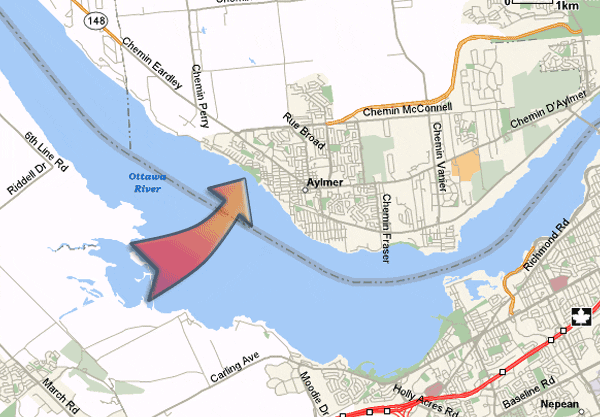 0
1km
148
Chemin Eardley
Chemin Perry
Chemin McConnell
Chemin D'Aylmer
Rue Broad
Chemin Vanier
6th Line Rd
Riddell Dr
Ottawa
River
Aylmer
Chemin Fraser
Richmond Rd
Carling Ave
March Rd
Moodie Dr
Holly Acres Rd
Baseline Rd
Nepean